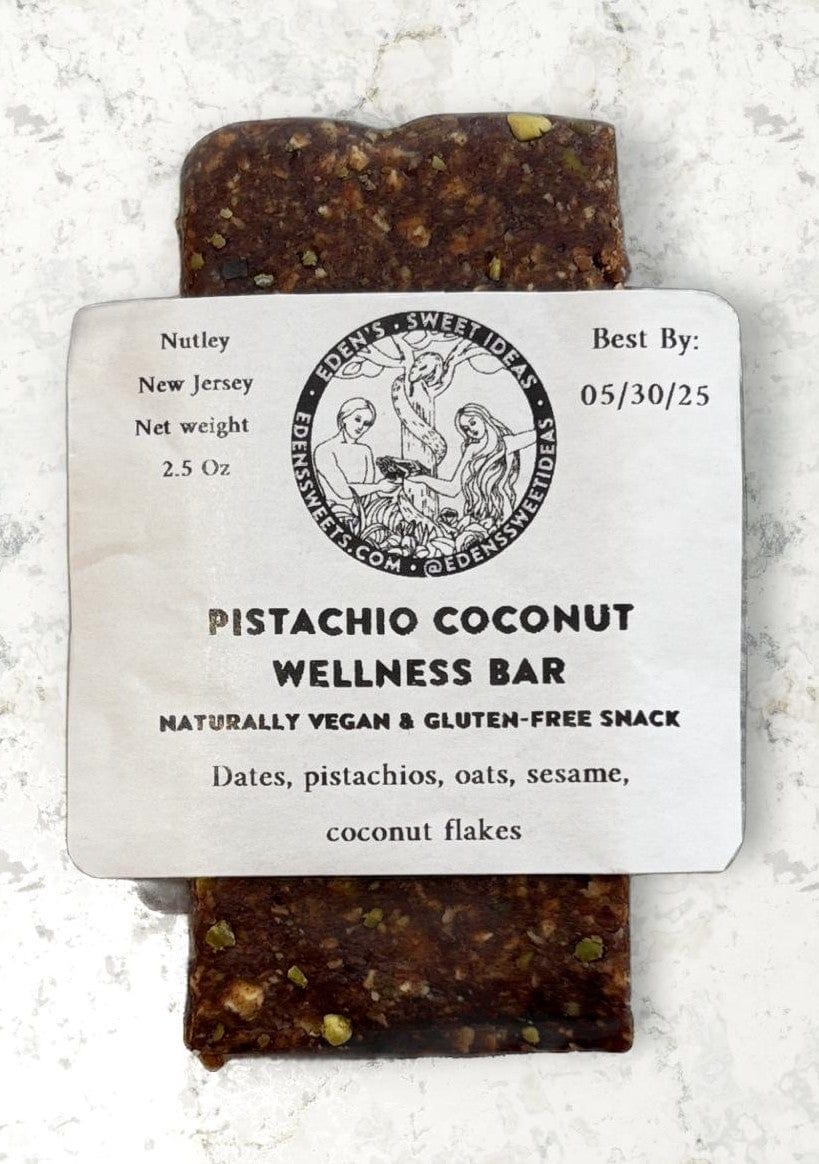 Nutley
New Jersey
Net weight
2.5 Oz
EDEN'S · SWEET IDEAS
EDENSSWEETS.COM · @EDENSSWEETIDEAS
Best By:
05/30/25
PISTACHIO COCONUT
WELLNESS BAR
NATURALLY VEGAN & GLUTEN-FREE SNACK
Dates, pistachios, oats, sesame,
coconut flakes